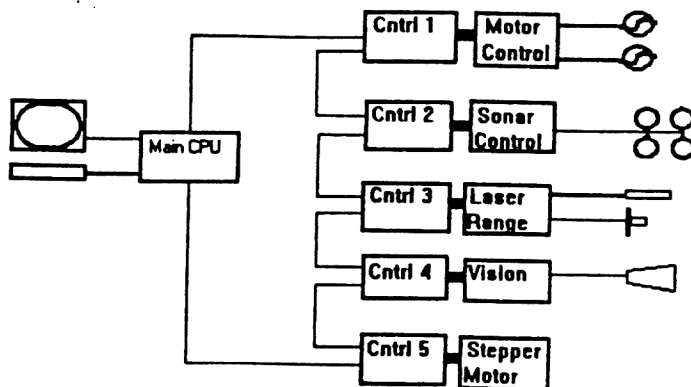 Cntrl 1
Motor
Control
Main CPU
Cntrl 2
Sonar
Control
Cntrl 3
Laser
Range
Cntrl 4
Vision
Cntrl 5
Stepper
Motor